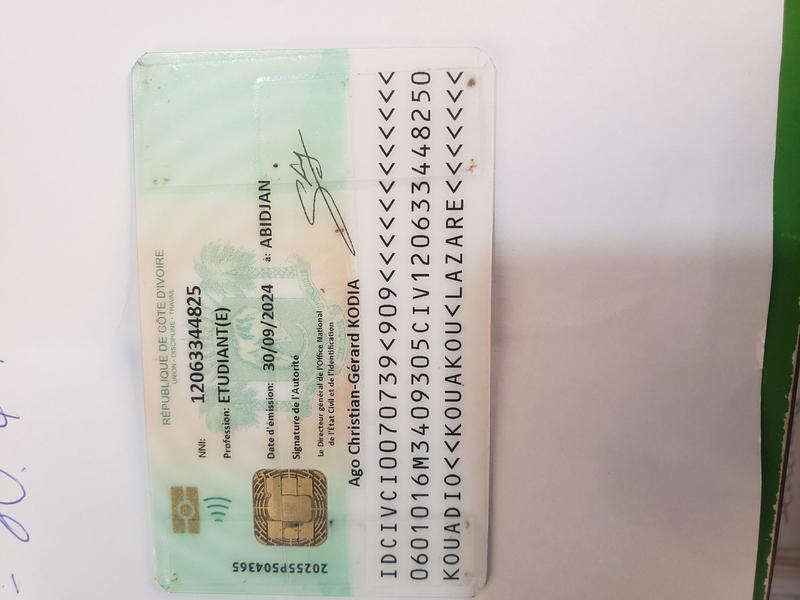 RÉPUBLIQUE DE CÔTE D'IVOIRE
UNION - DISCIPLINE - TRAVAIL
NNI: 12063344825
Profession: ETUDIANT(E)
Date d'émission: 30/09/2024 à: ABIDJAN
Signature de l'Autorité
Le Directeur général de l'Office National
de l'État Civil et de l'Identification
Ago Christian-Gérard KODIA
20255P504365
IDCIVCI0070739<909<<<<<<<<<<<<
0601016M3409305CIV120633448250
KOUADIO<<KOUAKOU<LAZARE<<<<<<<